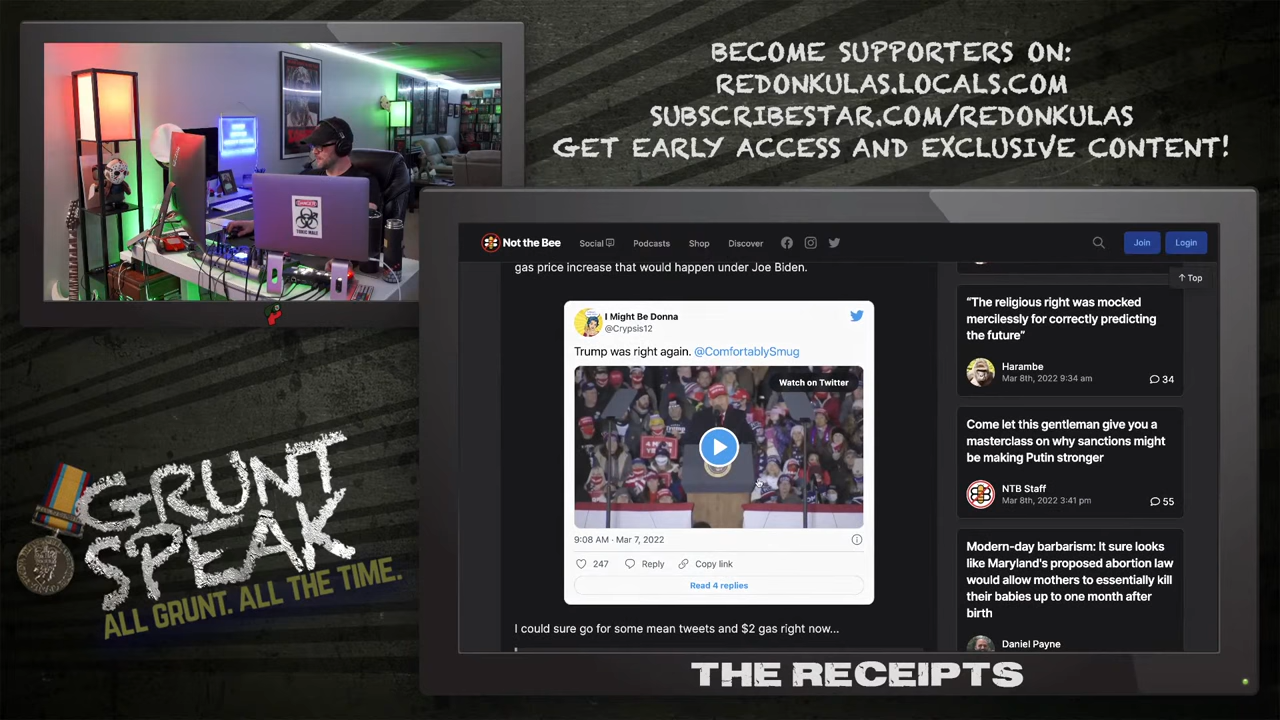 BECOME SUPPORTERS ON:
REDONKULAS.LOCALS.COM
SUBSCRIBESTAR.COM/REDONKULAS
GET EARLY ACCESS AND EXCLUSIVE CONTENT!
DANGER
TOXIC MALE
Not the Bee
Social
Podcasts
Shop
Discover
Join
Login
gas price increase that would happen under Joe Biden.
↑ Top
I Might Be Donna
@Crypsis12
Trump was right again. @ComfortablySmug
Watch on Twitter
9:08 AM · Mar 7, 2022
247
Reply
Copy link
Read 4 replies
I could sure go for some mean tweets and $2 gas right now...
"The religious right was mocked
mercilessly for correctly predicting
the future"
Harambe
Mar 8th, 2022 9:34 am
34
Come let this gentleman give you a
masterclass on why sanctions might
be making Putin stronger
NTB Staff
Mar 8th, 2022 3:41 pm
55
Modern-day barbarism: It sure looks
like Maryland's proposed abortion law
would allow mothers to essentially kill
their babies up to one month after
birth
Daniel Payne
GRUNT
SPEAK
ALL GRUNT. ALL THE TIME.
THE RECEIPTS